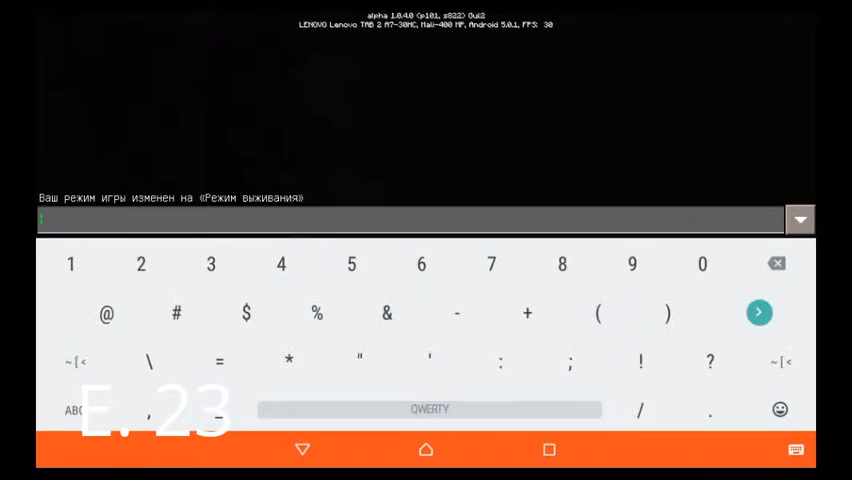 alpha 1.0.4.0 (p101, s822) Gui2
LENOVO Lenovo TAB 2 A7-30HC, Mali-400 MP, Android 5.0.1, FPS: 30
Ваш режим игры изменен на «Режим выживания»
1 2 3 4 5 6 7 8 9 0
@ # $ % & - + ( )
~[< \ = * " ' : ; ! ? ~[<
ABC , _ QWERTY / .
E. 23